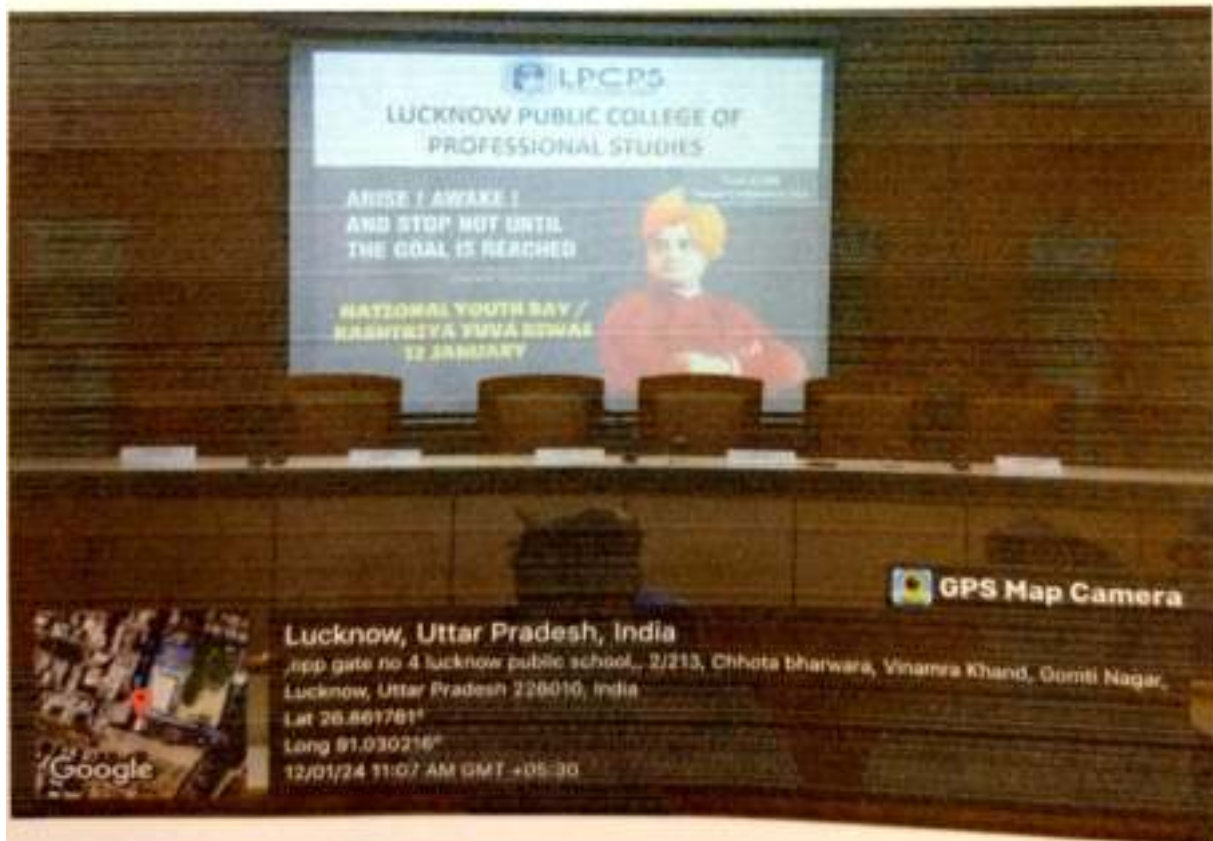 LPCPS
LUCKNOW PUBLIC COLLEGE OF
PROFESSIONAL STUDIES
ARISE ! AWAKE !
AND STOP NOT UNTIL
THE GOAL IS REACHED
NATIONAL YOUTH DAY /
RASHTRIYA YUVA DIWAS
12 JANUARY
GPS Map Camera
Lucknow, Uttar Pradesh, India
,npp gate no 4 lucknow public school,, 2/213, Chhota bharwara, Vinamra Khand, Gomti Nagar,
Lucknow, Uttar Pradesh 226010, India
Lat 26.861781°
Long 81.030216°
12/01/24 11:07 AM GMT +05:30
Google